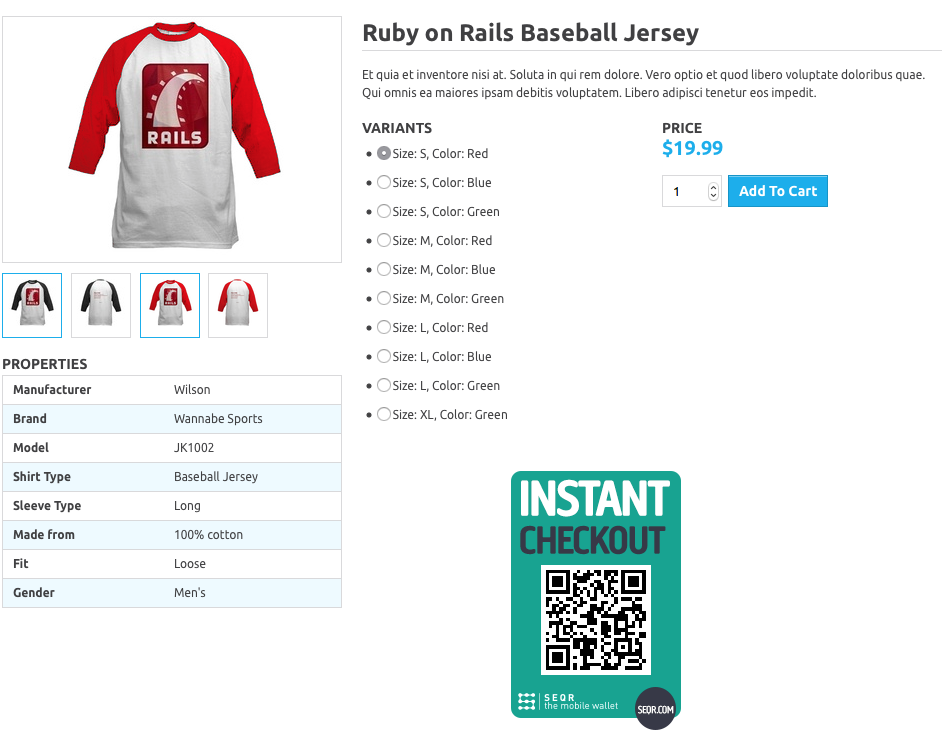 RAILS
Ruby on Rails Baseball Jersey
Et quia et inventore nisi at. Soluta in qui rem dolore. Vero optio et quod libero voluptate doloribus quae.
Qui omnis ea maiores ipsam debitis voluptatem. Libero adipisci tenetur eos impedit.
VARIANTS
Size: S, Color: Red
Size: S, Color: Blue
Size: S, Color: Green
Size: M, Color: Red
Size: M, Color: Blue
Size: M, Color: Green
Size: L, Color: Red
Size: L, Color: Blue
Size: L, Color: Green
Size: XL, Color: Green
PRICE
$19.99
1 Add To Cart
PROPERTIES
Manufacturer Wilson
Brand Wannabe Sports
Model JK1002
Shirt Type Baseball Jersey
Sleeve Type Long
Made from 100% cotton
Fit Loose
Gender Men's
INSTANT
CHECKOUT
SEQR
the mobile wallet
SEQR.COM